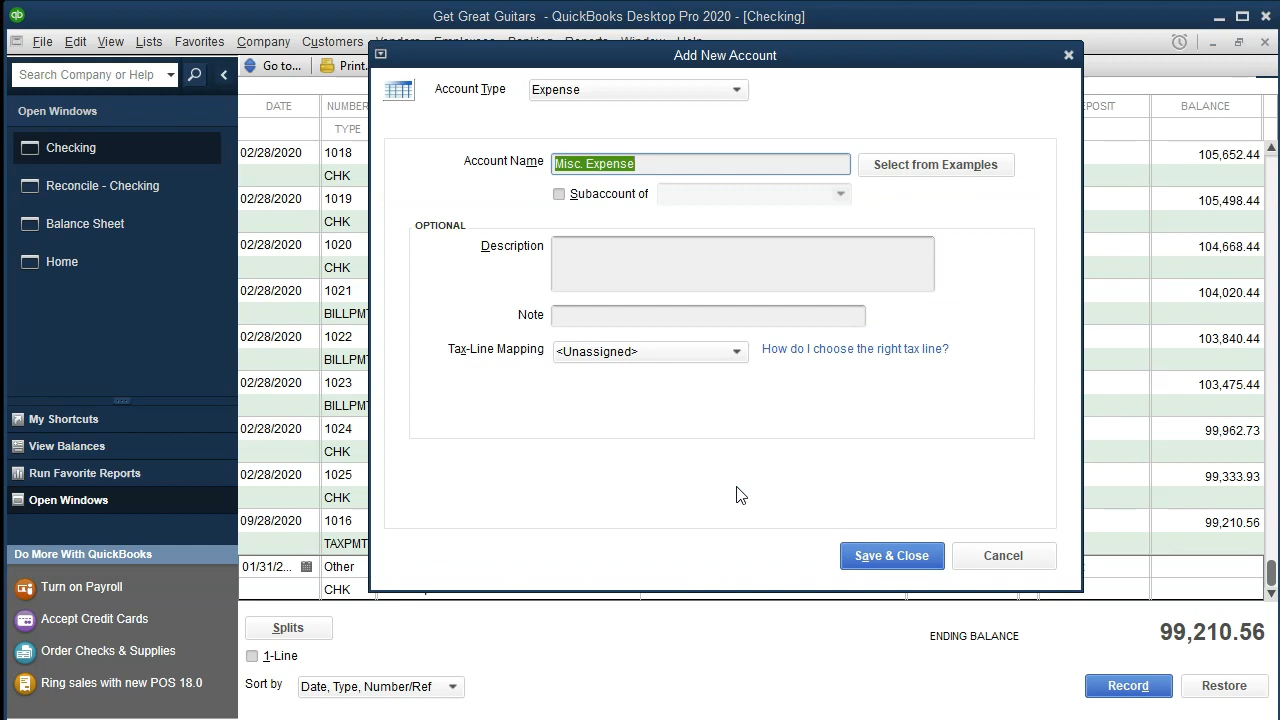 Get Great Guitars - QuickBooks Desktop Pro 2020 - [Checking]
File Edit View Lists Favorites Company Customers
Search Company or Help
Go to... Print.
Add New Account
Open Windows
Checking
Reconcile - Checking
Balance Sheet
Home
My Shortcuts
View Balances
Run Favorite Reports
Open Windows
Do More With QuickBooks
Turn on Payroll
Accept Credit Cards
Order Checks & Supplies
Ring sales with new POS 18.0
DATE NUMBE POSIT BALANCE
TYPE
02/28/2020 1018 105,652.44
CHK
02/28/2020 1019 105,498.44
CHK
02/28/2020 1020 104,668.44
CHK
02/28/2020 1021 104,020.44
BILLPMT
02/28/2020 1022 103,840.44
BILLPMT
02/28/2020 1023 103,475.44
BILLPMT
02/28/2020 1024 99,962.73
CHK
02/28/2020 1025 99,333.93
CHK
09/28/2020 1016 99,210.56
TAXPMT
01/31/2... Other
CHK
Account Type Expense
Account Name Misc. Expense Select from Examples
Subaccount of
OPTIONAL
Description
Note
Tax-Line Mapping <Unassigned> How do I choose the right tax line?
Save & Close Cancel
Splits
1-Line
Sort by Date, Type, Number/Ref
ENDING BALANCE 99,210.56
Record Restore